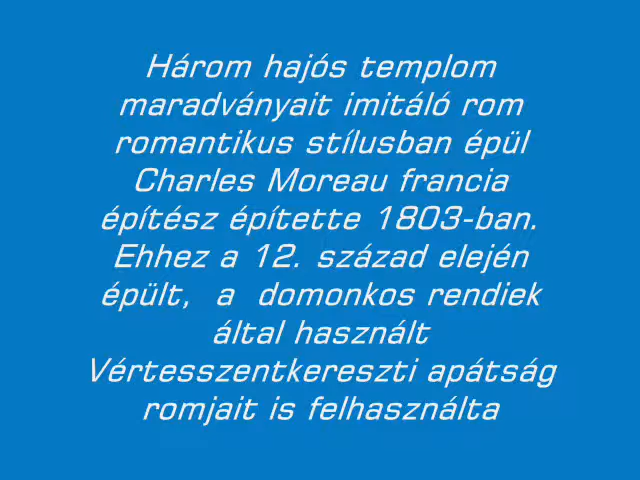 Három hajós templom
maradványait imitáló rom
romantikus stílusban épül
Charles Moreau francia
építész építette 1803-ban.
Ehhez a 12. század elején
épült, a domonkos rendiek
által használt
Vértesszentkereszti apátság
romjait is felhasználta